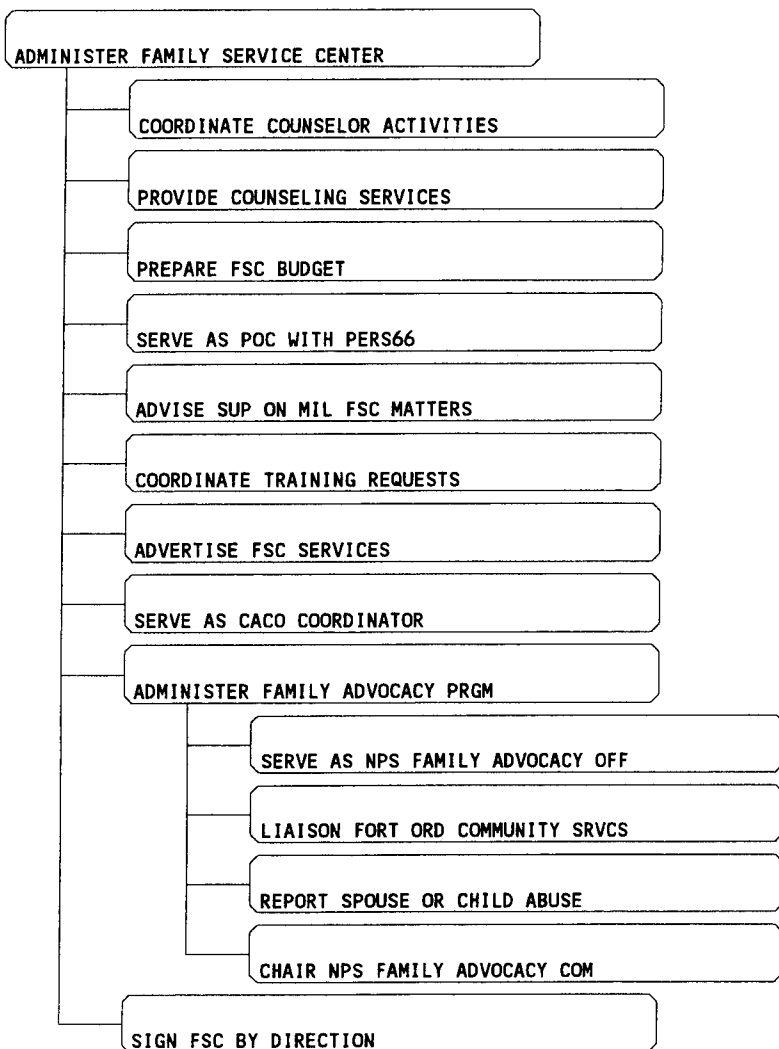 ADMINISTER FAMILY SERVICE CENTER
COORDINATE COUNSELOR ACTIVITIES
PROVIDE COUNSELING SERVICES
PREPARE FSC BUDGET
SERVE AS POC WITH PERS66
ADVISE SUP ON MIL FSC MATTERS
COORDINATE TRAINING REQUESTS
ADVERTISE FSC SERVICES
SERVE AS CACO COORDINATOR
ADMINISTER FAMILY ADVOCACY PRGM
SERVE AS NPS FAMILY ADVOCACY OFF
LIAISON FORT ORD COMMUNITY SRVCS
REPORT SPOUSE OR CHILD ABUSE
CHAIR NPS FAMILY ADVOCACY COM
SIGN FSC BY DIRECTION